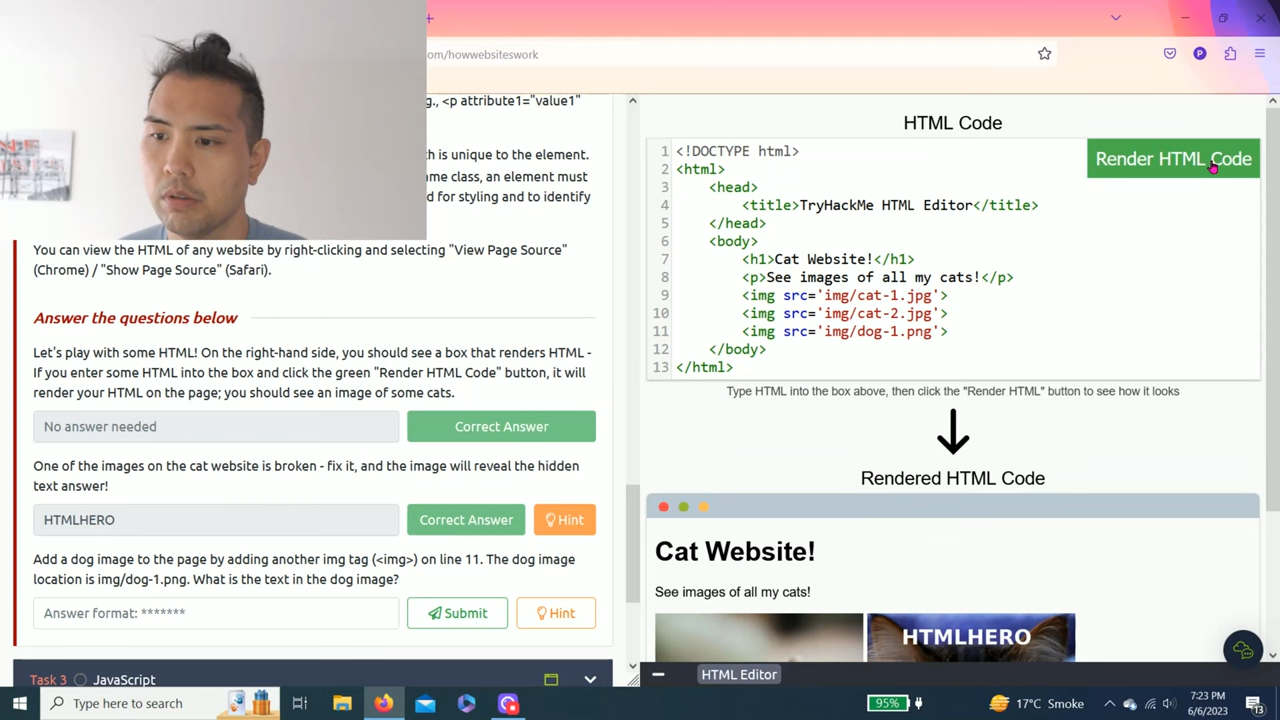 com/howwebsiteswork
g., <p attribute1="value1"
h is unique to the element.
me class, an element must
d for styling and to identify
You can view the HTML of any website by right-clicking and selecting "View Page Source"
(Chrome) / "Show Page Source" (Safari).
Answer the questions below
Let's play with some HTML! On the right-hand side, you should see a box that renders HTML -
If you enter some HTML into the box and click the green "Render HTML Code" button, it will
render your HTML on the page; you should see an image of some cats.
No answer needed
Correct Answer
One of the images on the cat website is broken - fix it, and the image will reveal the hidden
text answer!
HTMLHERO
Correct Answer
Hint
Add a dog image to the page by adding another img tag (<img>) on line 11. The dog image
location is img/dog-1.png. What is the text in the dog image?
Answer format: *******
Submit
Hint
Task 3
JavaScript
HTML Code
Render HTML Code
1 <!DOCTYPE html>
2 <html>
3 <head>
4 <title>TryHackMe HTML Editor</title>
5 </head>
6 <body>
7 <h1>Cat Website!</h1>
8 <p>See images of all my cats!</p>
9 <img src='img/cat-1.jpg'>
10 <img src='img/cat-2.jpg'>
11 <img src='img/dog-1.png'>
12 </body>
13 </html>
Type HTML into the box above, then click the "Render HTML" button to see how it looks
Rendered HTML Code
Cat Website!
See images of all my cats!
HTMLHERO
HTML Editor
Type here to search
95%
17°C Smoke
7:23 PM
6/6/2023
13